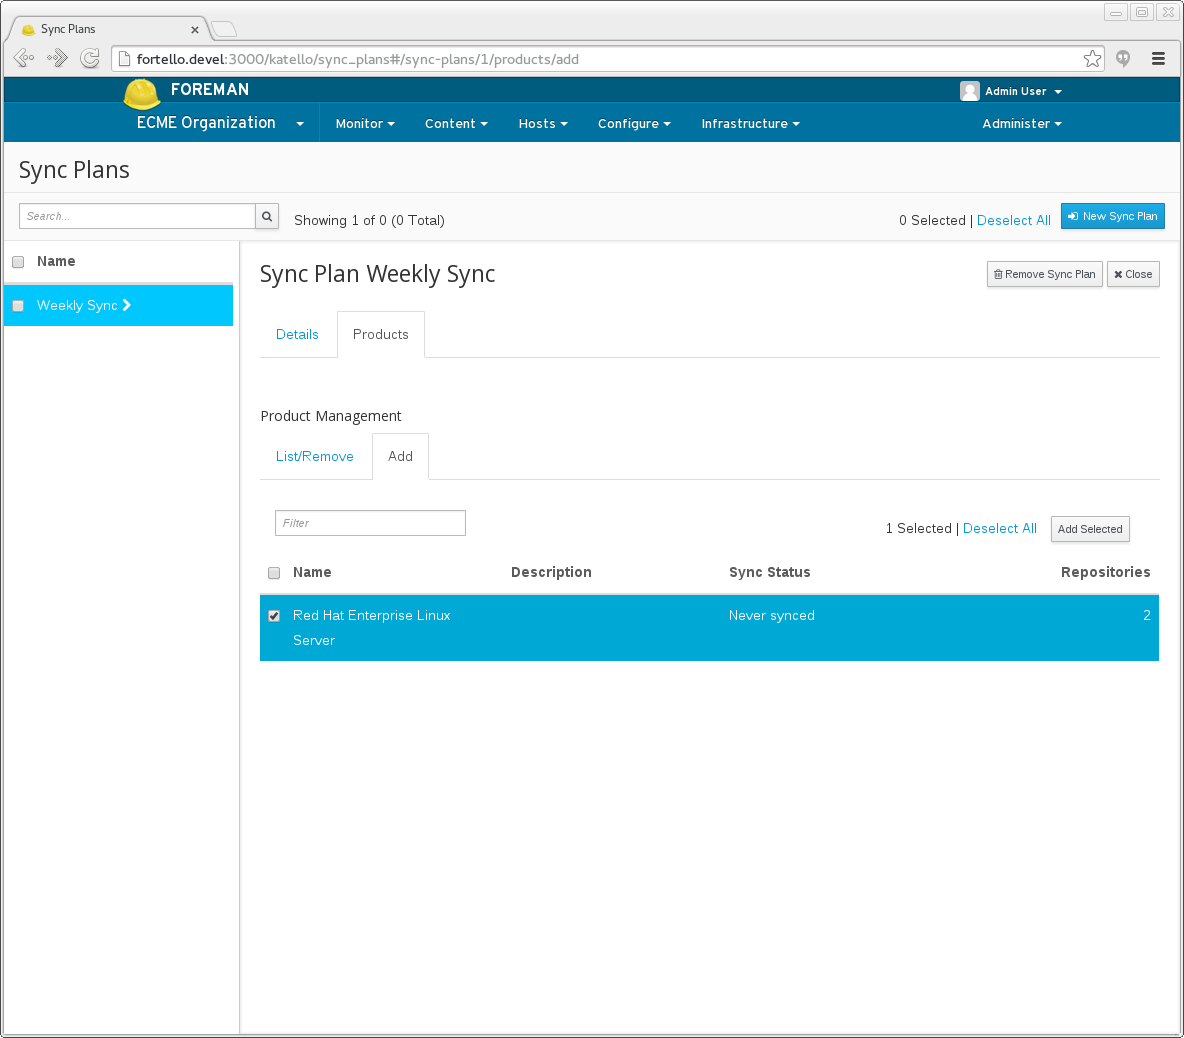 Sync Plans
fortello.devel:3000/katello/sync_plans#/sync-plans/1/products/add
FOREMAN
Admin User
ECME Organization
Monitor
Content
Hosts
Configure
Infrastructure
Administer
Sync Plans
Search...
Showing 1 of 0 (0 Total)
0 Selected | Deselect All
New Sync Plan
Name
Weekly Sync
Sync Plan Weekly Sync
Remove Sync Plan
Close
Details
Products
Product Management
List/Remove
Add
Filter
1 Selected | Deselect All
Add Selected
Name
Description
Sync Status
Repositories
Red Hat Enterprise Linux
Server
Never synced
2